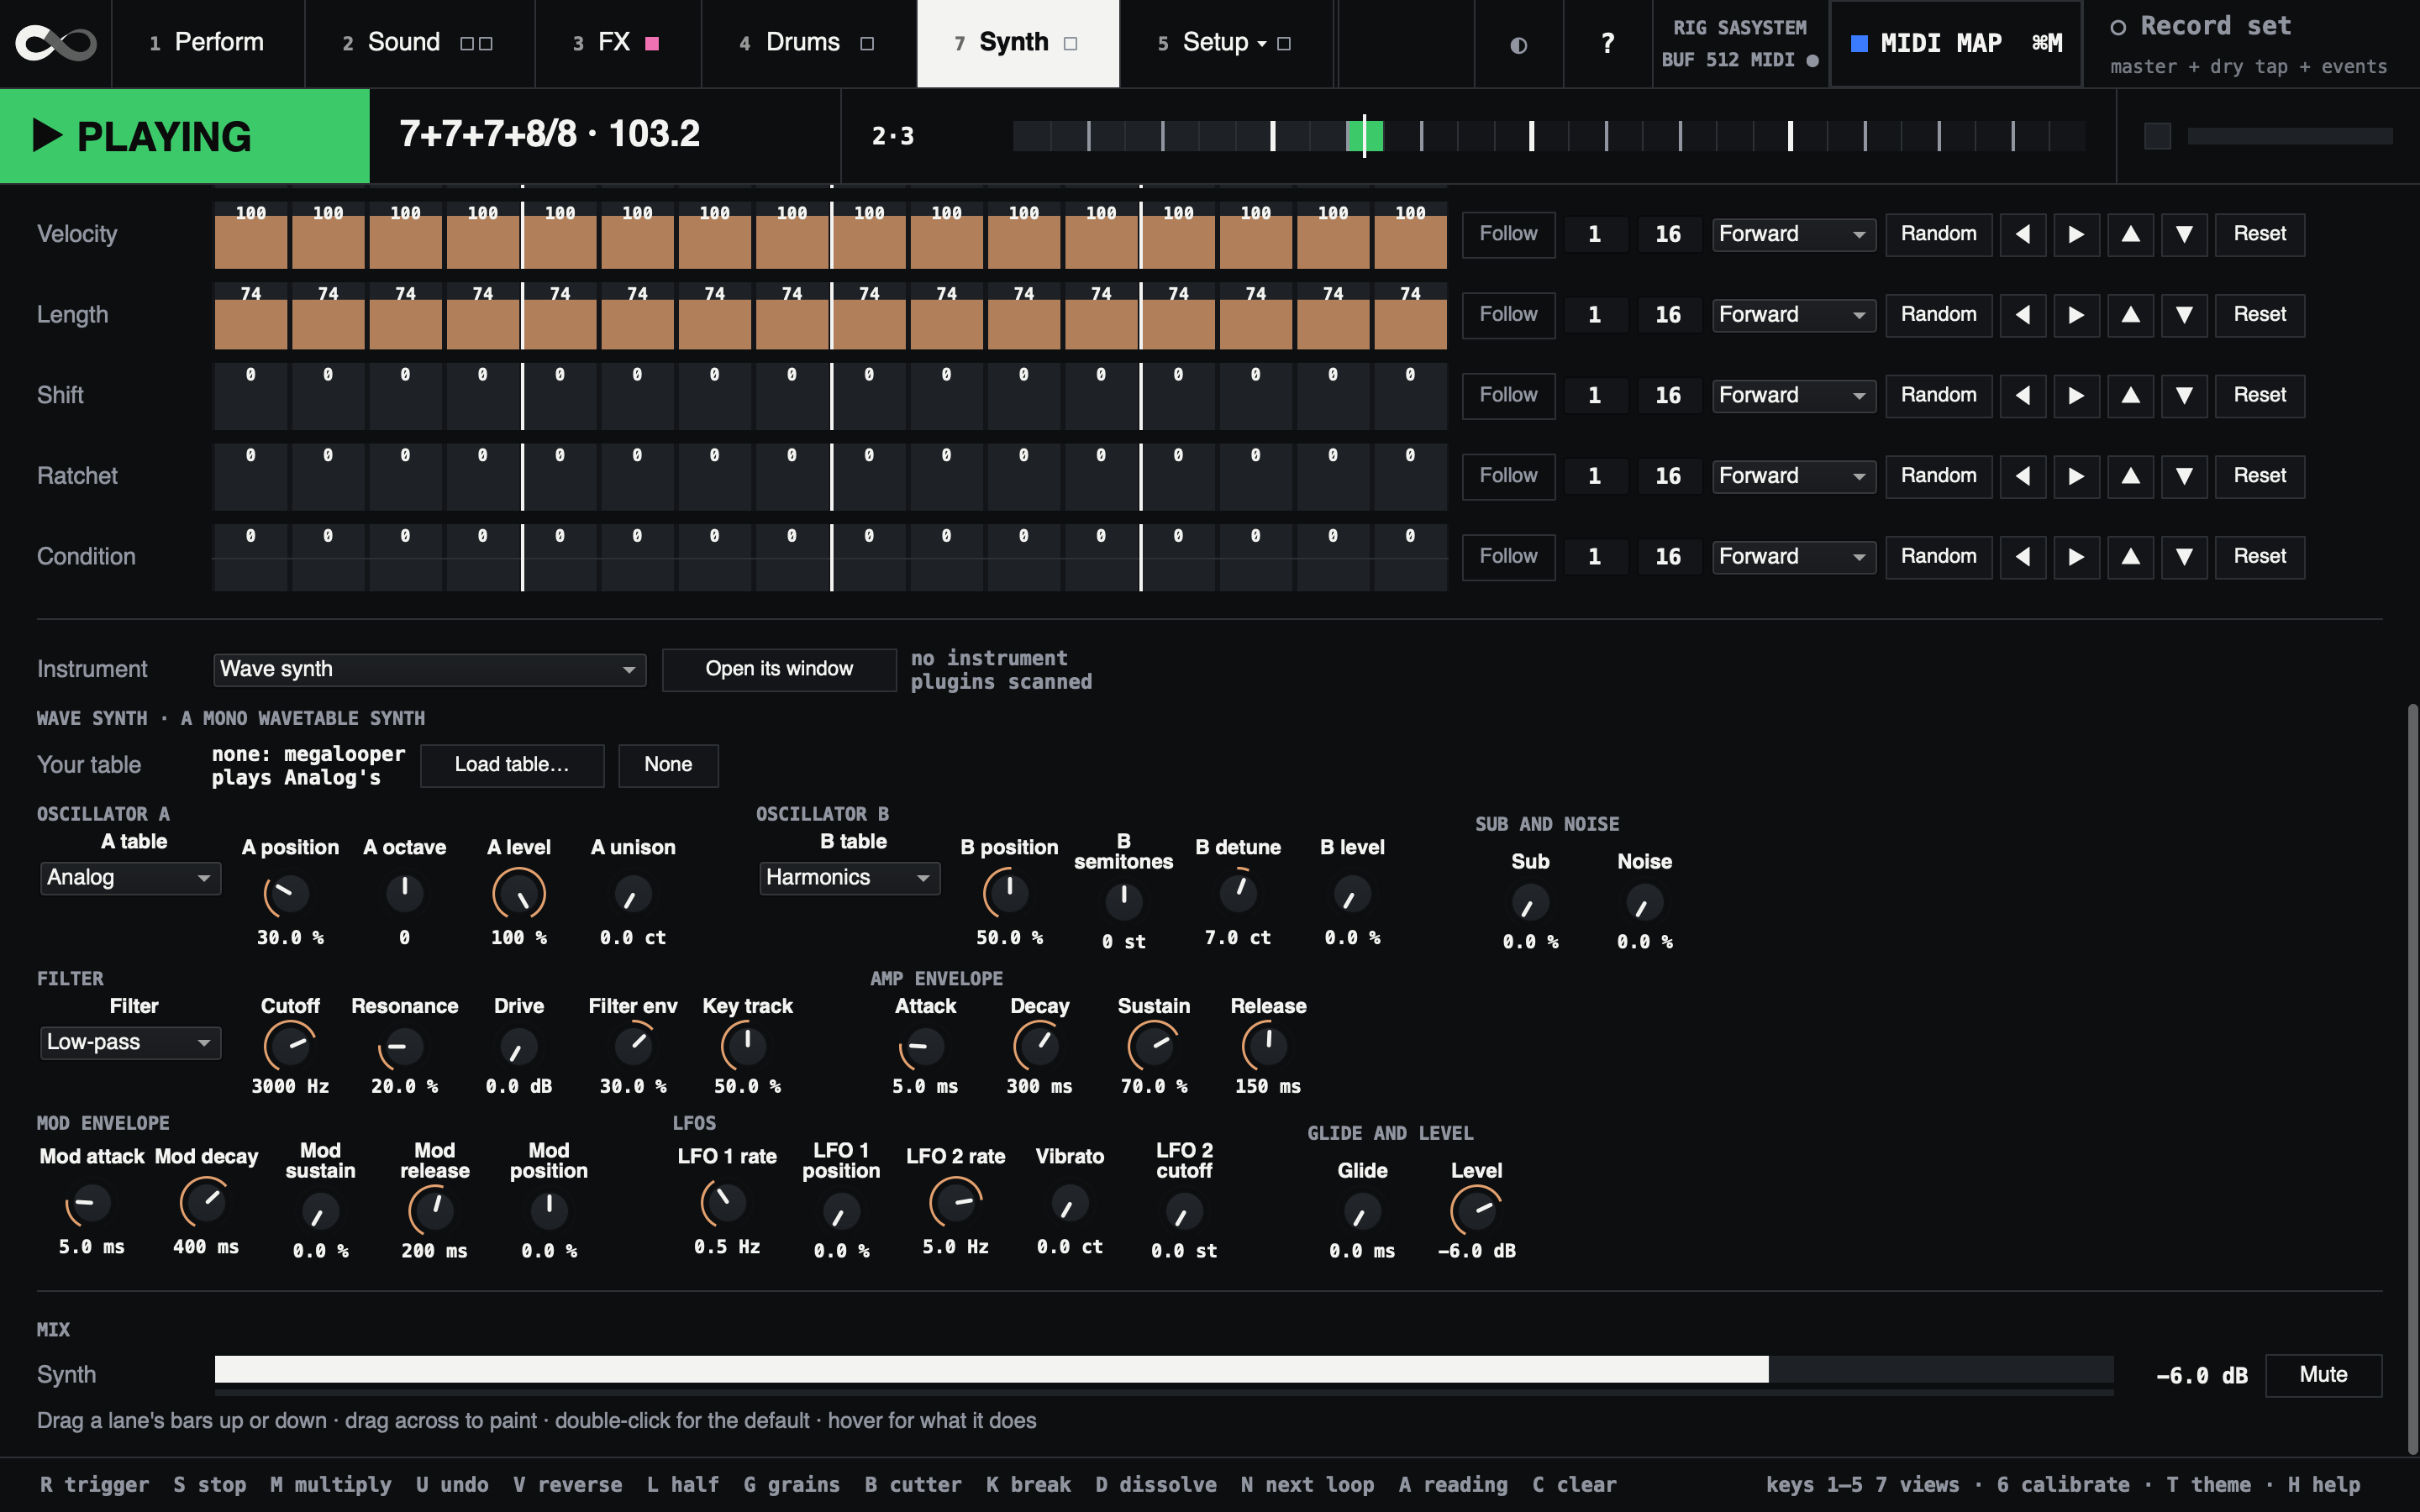 1 Perform
2 Sound
3 FX
4 Drums
7 Synth
5 Setup
?
RIG SASYSTEM
BUF 512 MIDI
MIDI MAP ⌘M
Record set
master + dry tap + events
PLAYING
7+7+7+8/8 · 103.2
2·3
Velocity 100 100 100 100 100 100 100 100 100 100 100 100 100 100 100 100 Follow 1 16 Forward Random Reset
Length 74 74 74 74 74 74 74 74 74 74 74 74 74 74 74 74 Follow 1 16 Forward Random Reset
Shift 0 0 0 0 0 0 0 0 0 0 0 0 0 0 0 0 Follow 1 16 Forward Random Reset
Ratchet 0 0 0 0 0 0 0 0 0 0 0 0 0 0 0 0 Follow 1 16 Forward Random Reset
Condition 0 0 0 0 0 0 0 0 0 0 0 0 0 0 0 0 Follow 1 16 Forward Random Reset
Instrument Wave synth Open its window
no instrument
plugins scanned
WAVE SYNTH · A MONO WAVETABLE SYNTH
Your table
none: megalooper
plays Analog's
Load table… None
OSCILLATOR A
A table A position A octave A level A unison
Analog
30.0 % 0 100 % 0.0 ct
OSCILLATOR B
B table B position B semitones B detune B level
Harmonics
50.0 % 0 st 7.0 ct 0.0 %
SUB AND NOISE
Sub Noise
0.0 % 0.0 %
FILTER
Filter Cutoff Resonance Drive Filter env Key track
Low-pass
3000 Hz 20.0 % 0.0 dB 30.0 % 50.0 %
AMP ENVELOPE
Attack Decay Sustain Release
5.0 ms 300 ms 70.0 % 150 ms
MOD ENVELOPE
Mod attack Mod decay Mod sustain Mod release Mod position
5.0 ms 400 ms 0.0 % 200 ms 0.0 %
LFOS
LFO 1 rate LFO 1 position LFO 2 rate Vibrato LFO 2 cutoff
0.5 Hz 0.0 % 5.0 Hz 0.0 ct 0.0 st
GLIDE AND LEVEL
Glide Level
0.0 ms −6.0 dB
MIX
Synth −6.0 dB Mute
Drag a lane's bars up or down · drag across to paint · double-click for the default · hover for what it does
R trigger S stop M multiply U undo V reverse L half G grains B cutter K break D dissolve N next loop A reading C clear
keys 1–5 7 views · 6 calibrate · T theme · H help